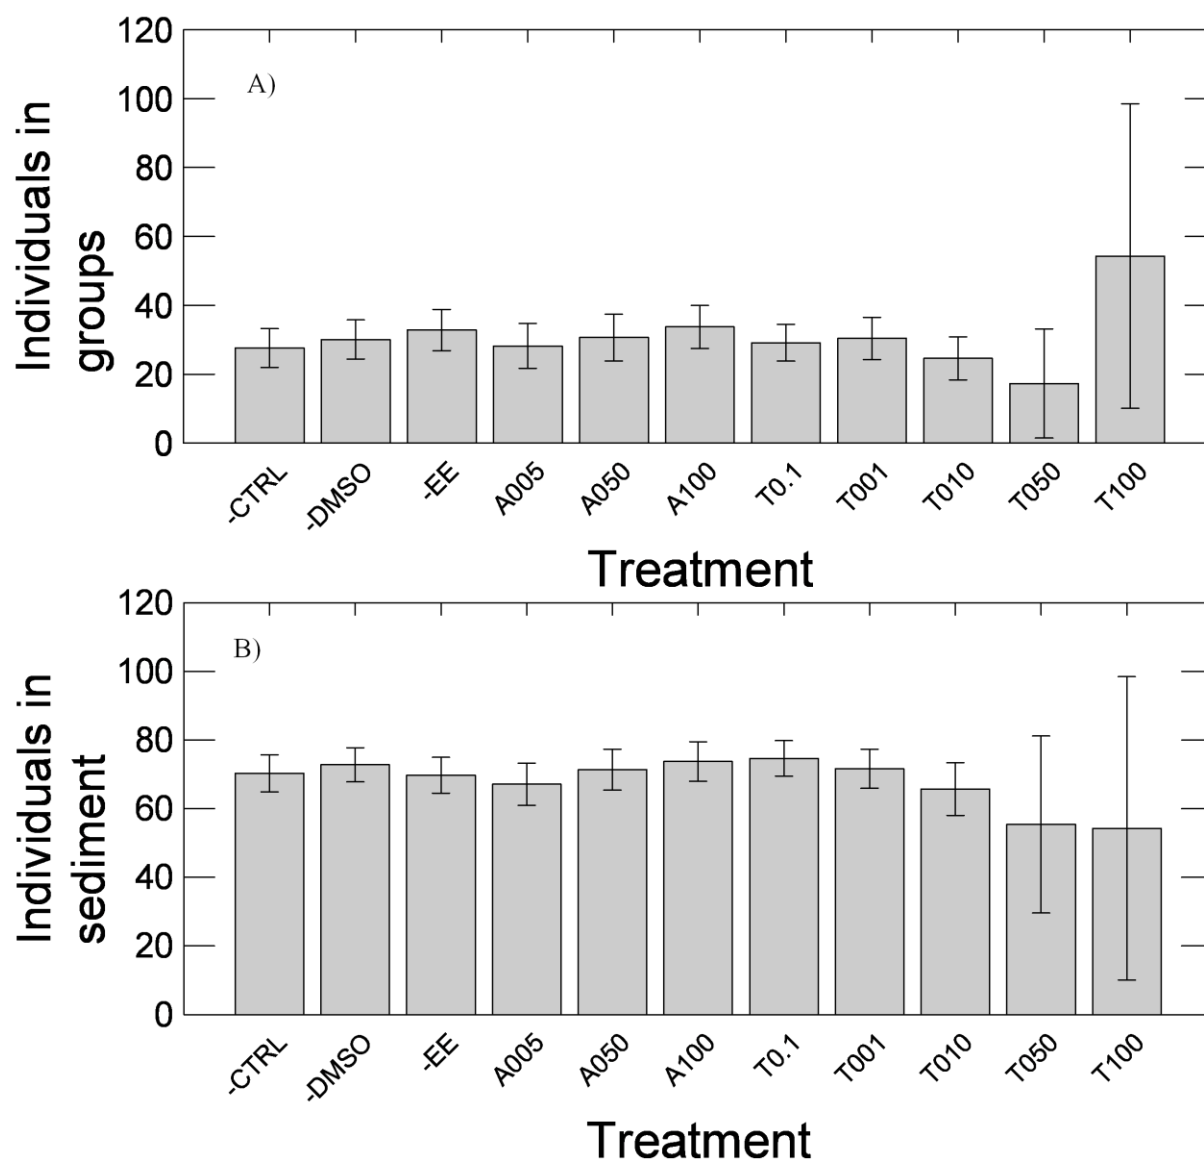 A)
Individuals in
groups
120
100
80
60
40
20
0
-CTRL -DMSO -EE A005 A050 A100 T0.1 T001 T010 T050 T100
Treatment
B)
Individuals in
sediment
120
100
80
60
40
20
0
-CTRL -DMSO -EE A005 A050 A100 T0.1 T001 T010 T050 T100
Treatment